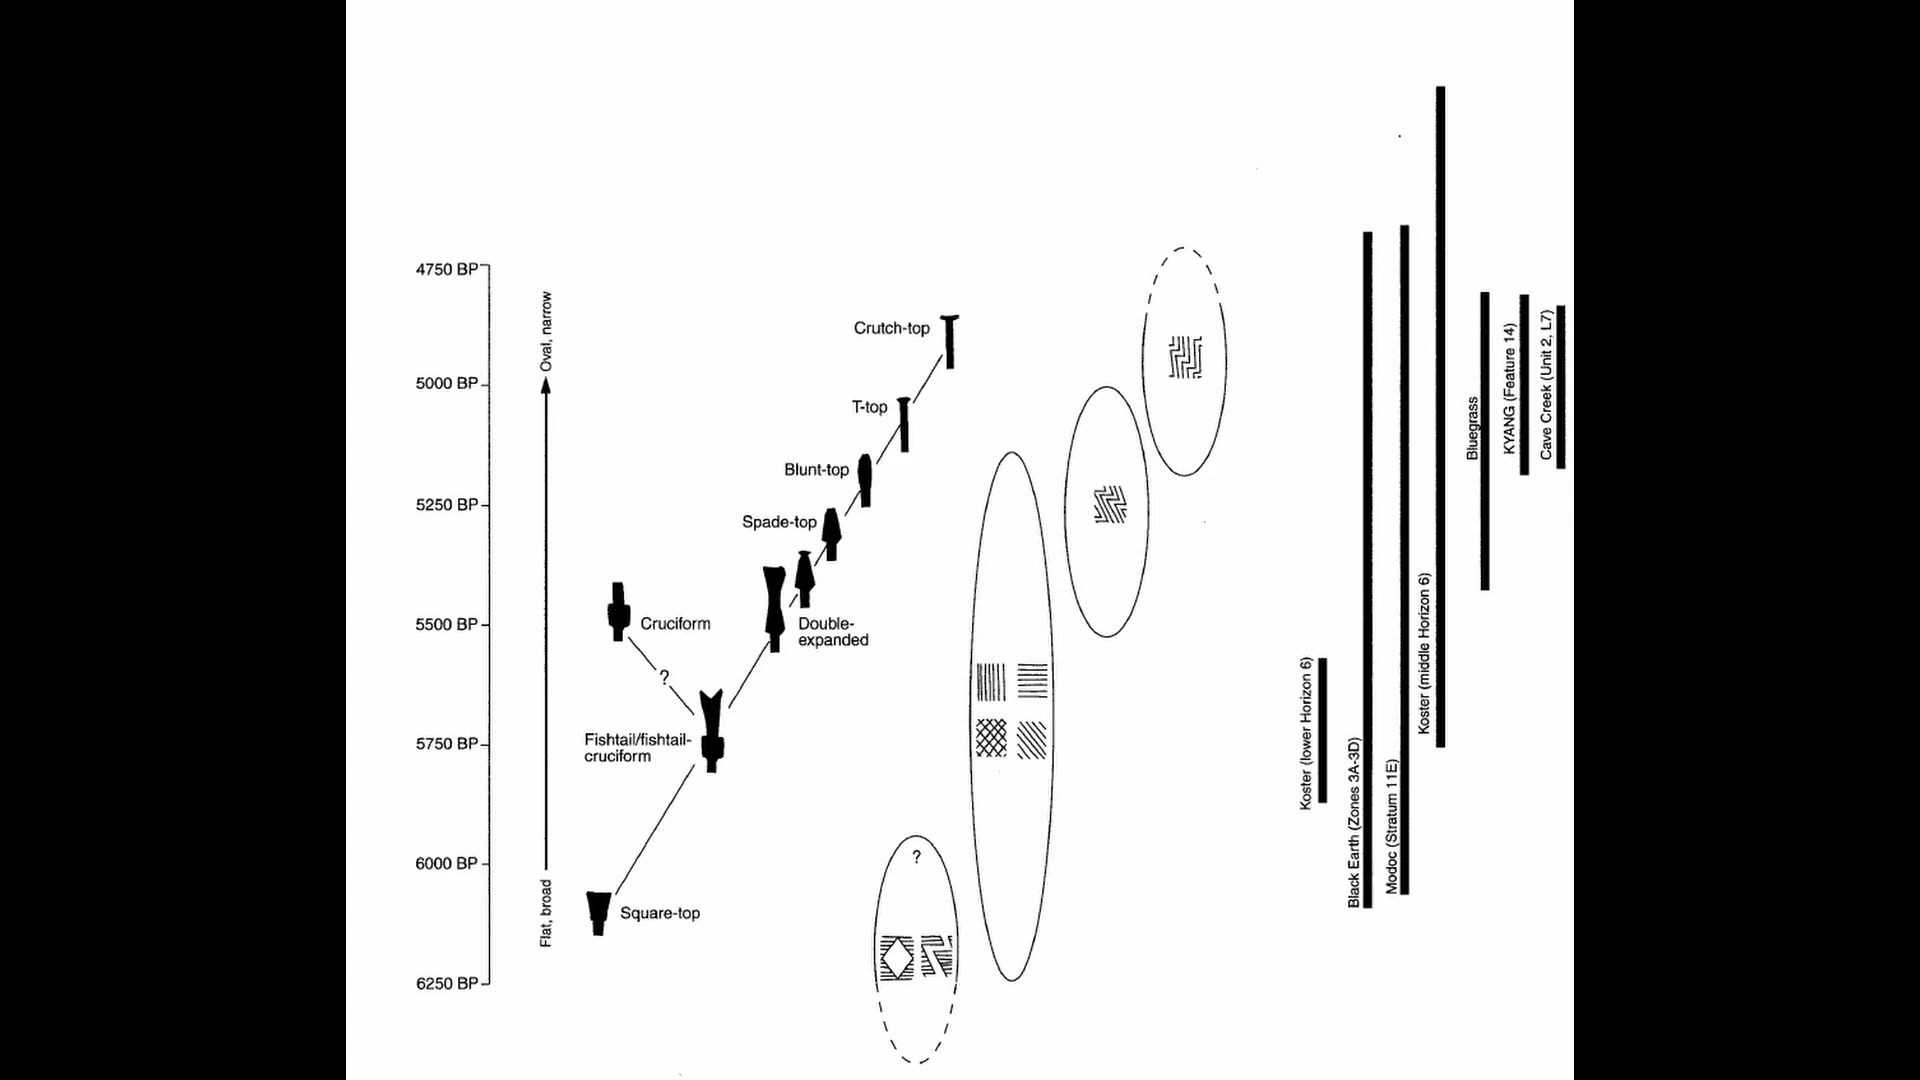 4750 BP
5000 BP
5250 BP
5500 BP
5750 BP
6000 BP
6250 BP
Oval, narrow
Flat, broad
Crutch-top
T-top
Blunt-top
Spade-top
Double-
expanded
Cruciform
?
Fishtail/fishtail-
cruciform
Square-top
?
Koster (lower Horizon 6)
Black Earth (Zones 3A-3D)
Modoc (Stratum 11E)
Koster (middle Horizon 6)
Bluegrass
KYANG (Feature 14)
Cave Creek (Unit 2, L7)